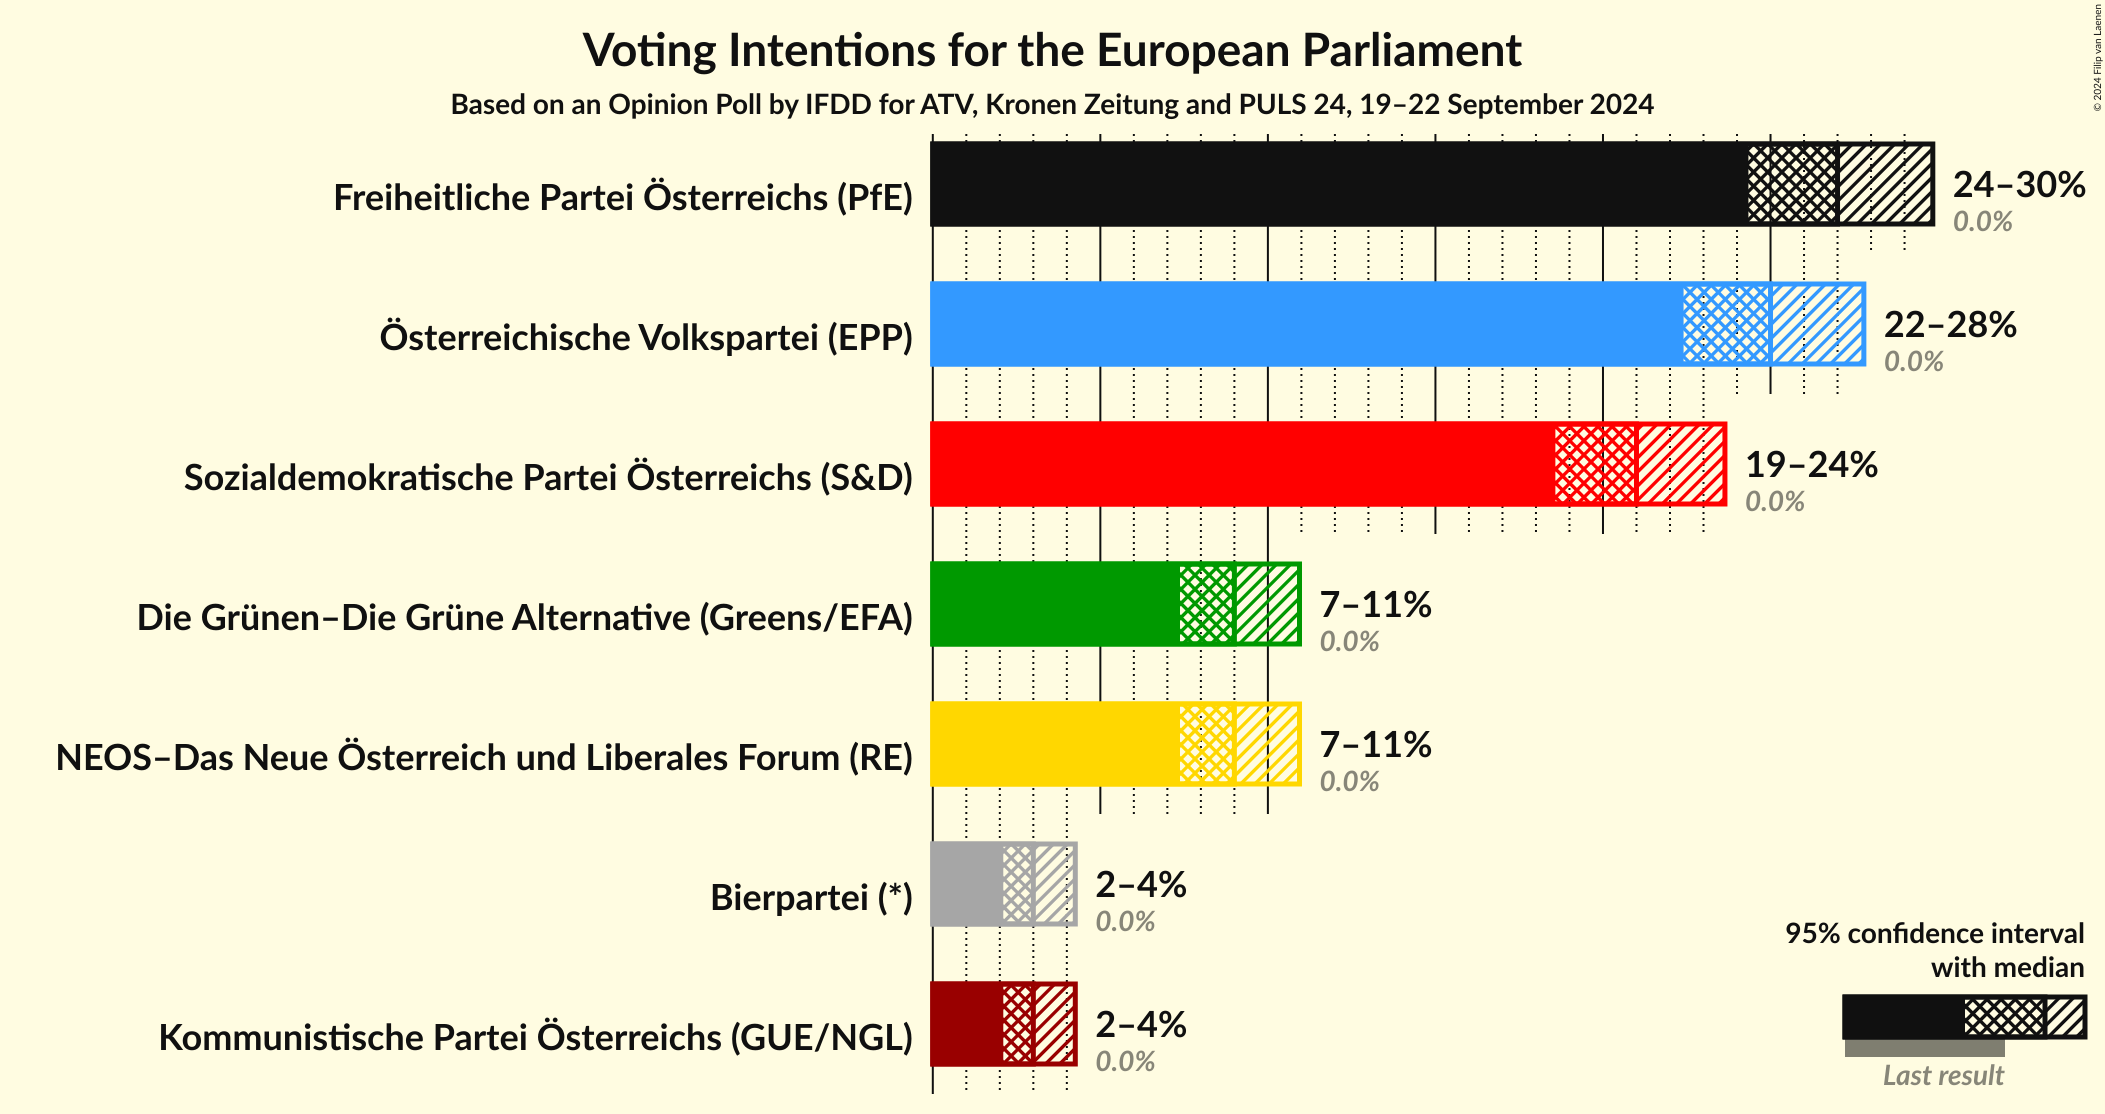 Voting Intentions for the European Parliament
Based on an Opinion Poll by IFDD for ATV, Kronen Zeitung and PULS 24, 19–22 September 2024
© 2024 Filip van Laenen
Freiheitliche Partei Österreichs (PfE)
24–30%
0.0%
Österreichische Volkspartei (EPP)
22–28%
0.0%
Sozialdemokratische Partei Österreichs (S&D)
19–24%
0.0%
Die Grünen–Die Grüne Alternative (Greens/EFA)
7–11%
0.0%
NEOS–Das Neue Österreich und Liberales Forum (RE)
7–11%
0.0%
Bierpartei (*)
2–4%
0.0%
Kommunistische Partei Österreichs (GUE/NGL)
2–4%
0.0%
95% confidence interval
with median
Last result